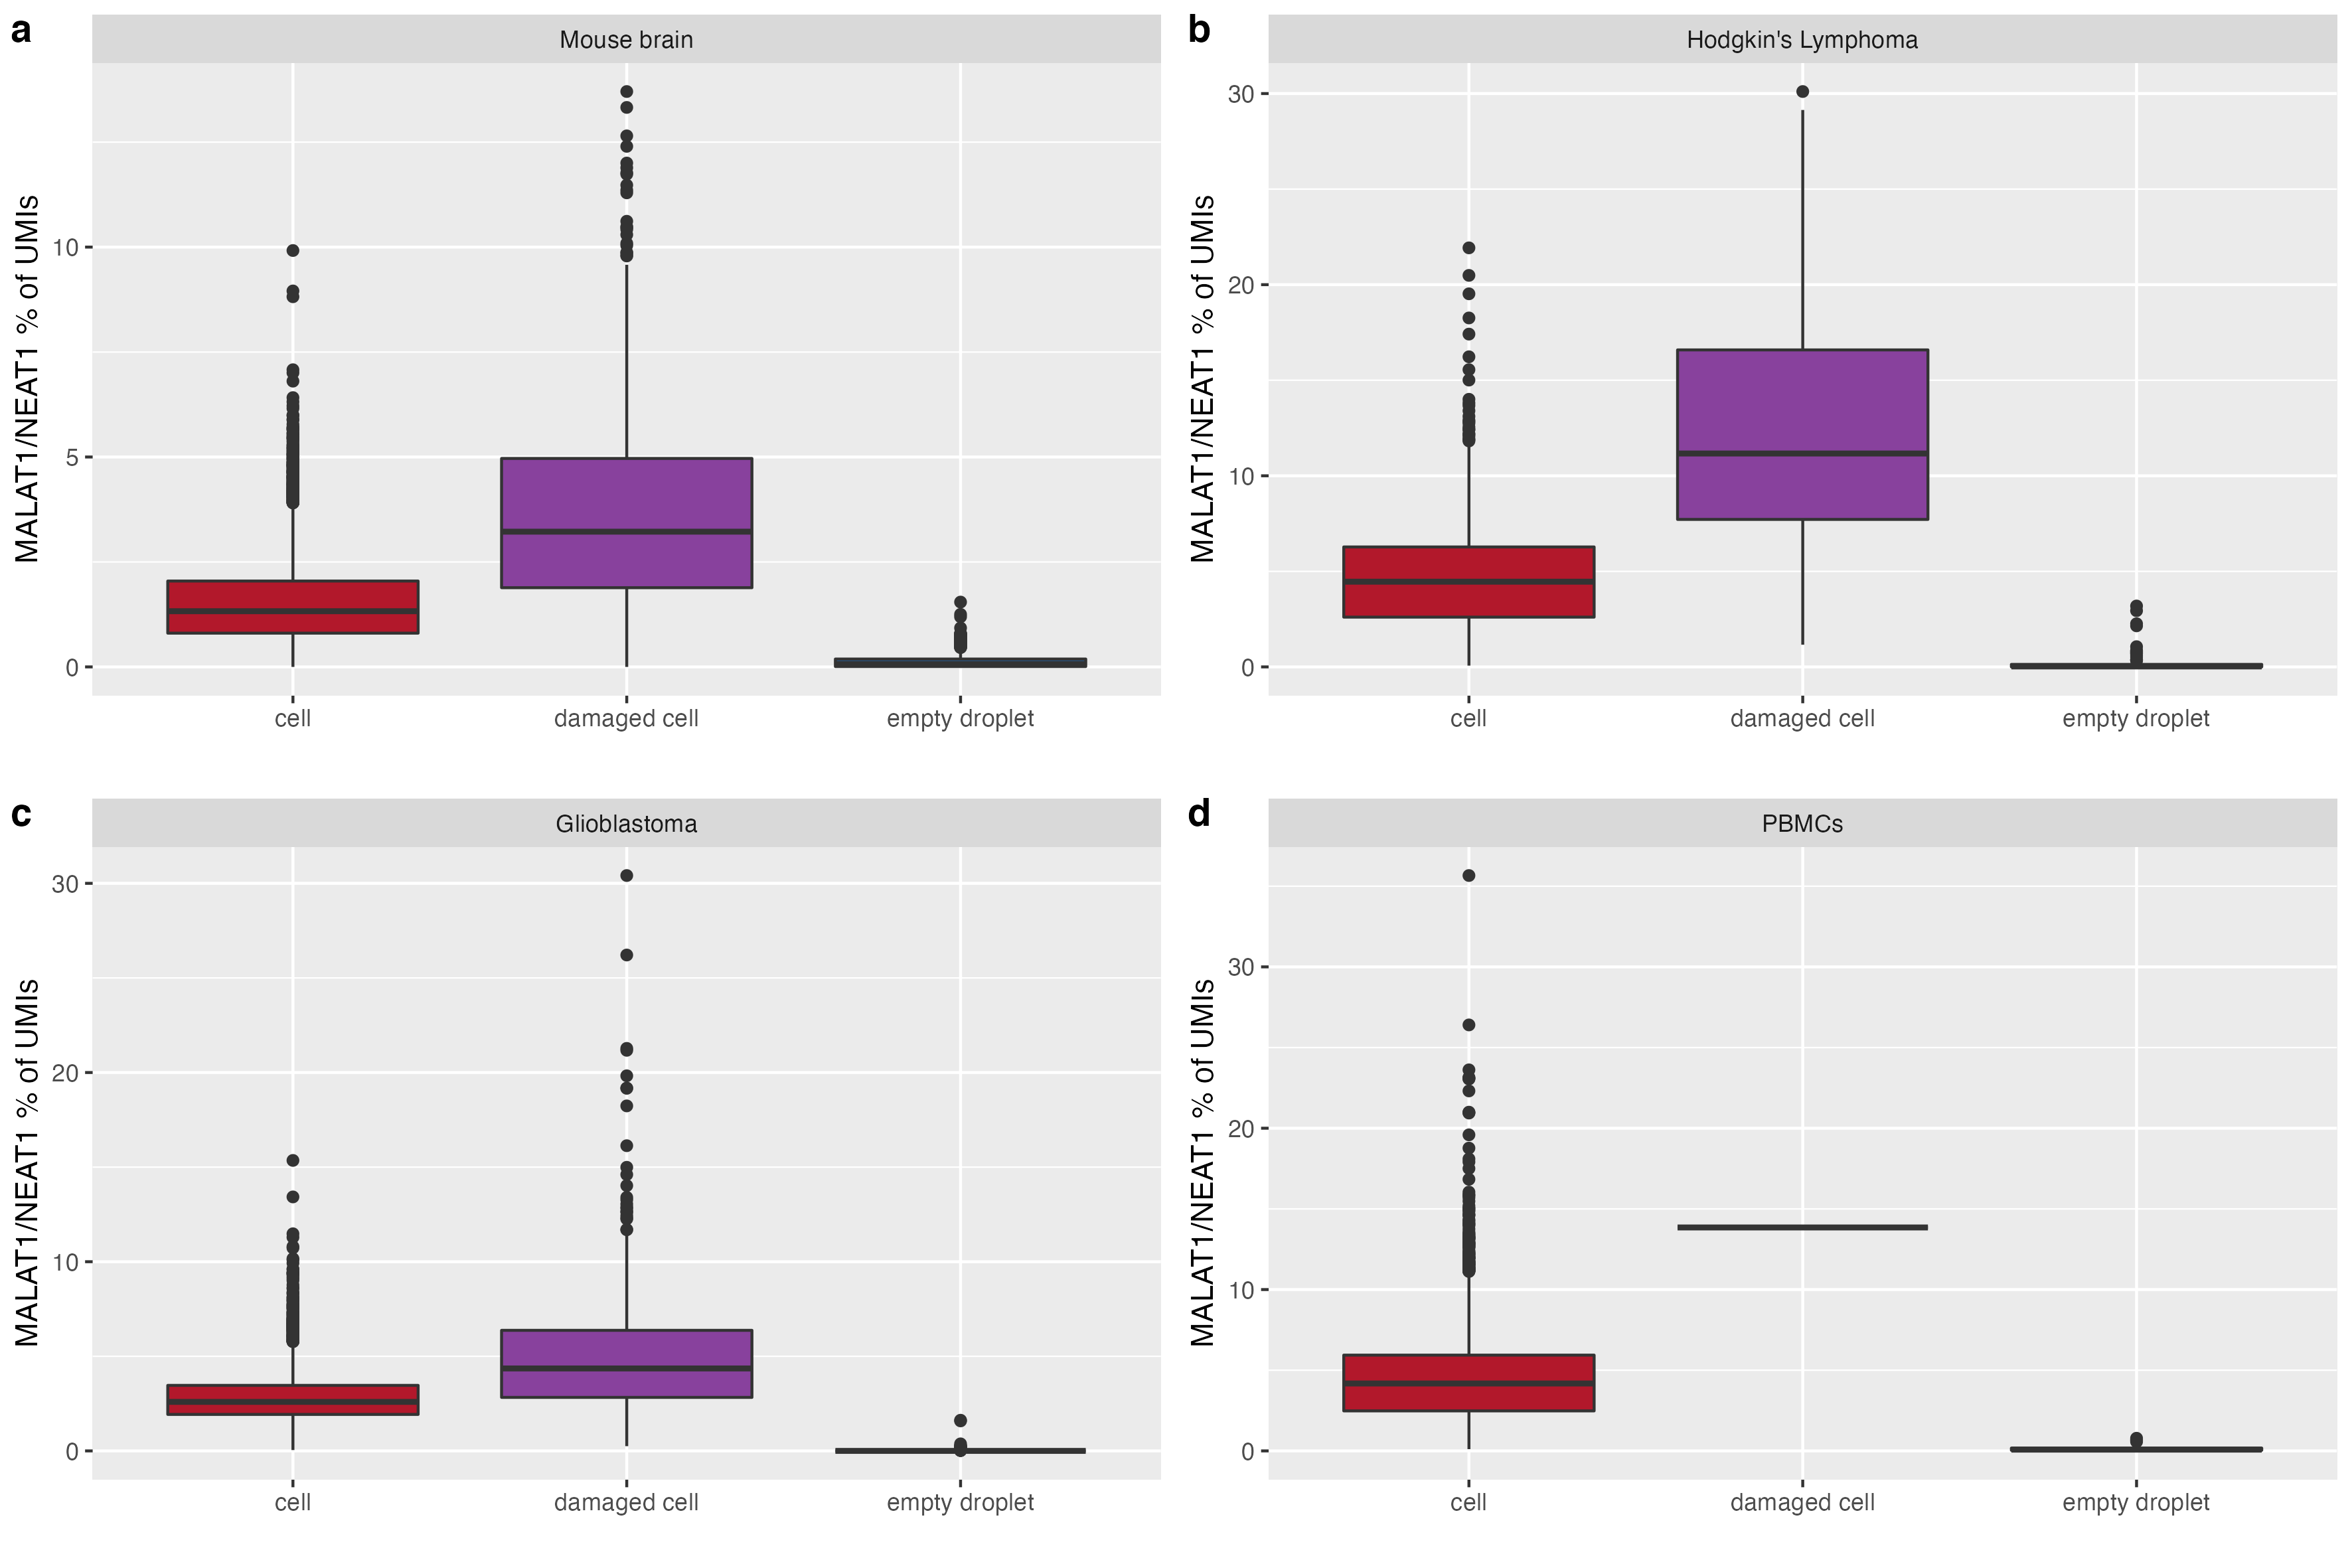 a
Mouse brain
MALAT1/NEAT1 % of UMIs
10
5
0
cell
damaged cell
empty droplet
b
Hodgkin's Lymphoma
MALAT1/NEAT1 % of UMIs
30
20
10
0
cell
damaged cell
empty droplet
c
Glioblastoma
MALAT1/NEAT1 % of UMIs
30
20
10
0
cell
damaged cell
empty droplet
d
PBMCs
MALAT1/NEAT1 % of UMIs
30
20
10
0
cell
damaged cell
empty droplet